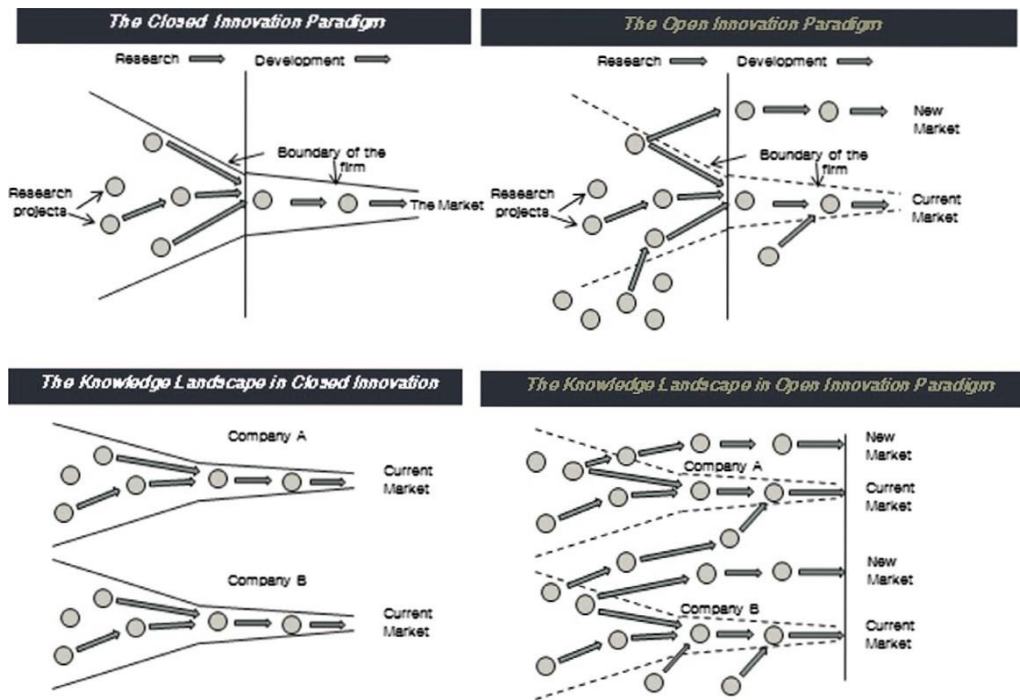 The Closed Innovation Paradigm
Research
Development
Boundary of the
firm
Research
projects
The Market
The Open Innovation Paradigm
Research
Development
New
Market
Boundary of the
firm
Research
projects
Current
Market
The Knowledge Landscape in Closed Innovation
Company A
Current
Market
Company B
Current
Market
The Knowledge Landscape in Open Innovation Paradigm
New
Market
Company A
Current
Market
New
Market
Company B
Current
Market